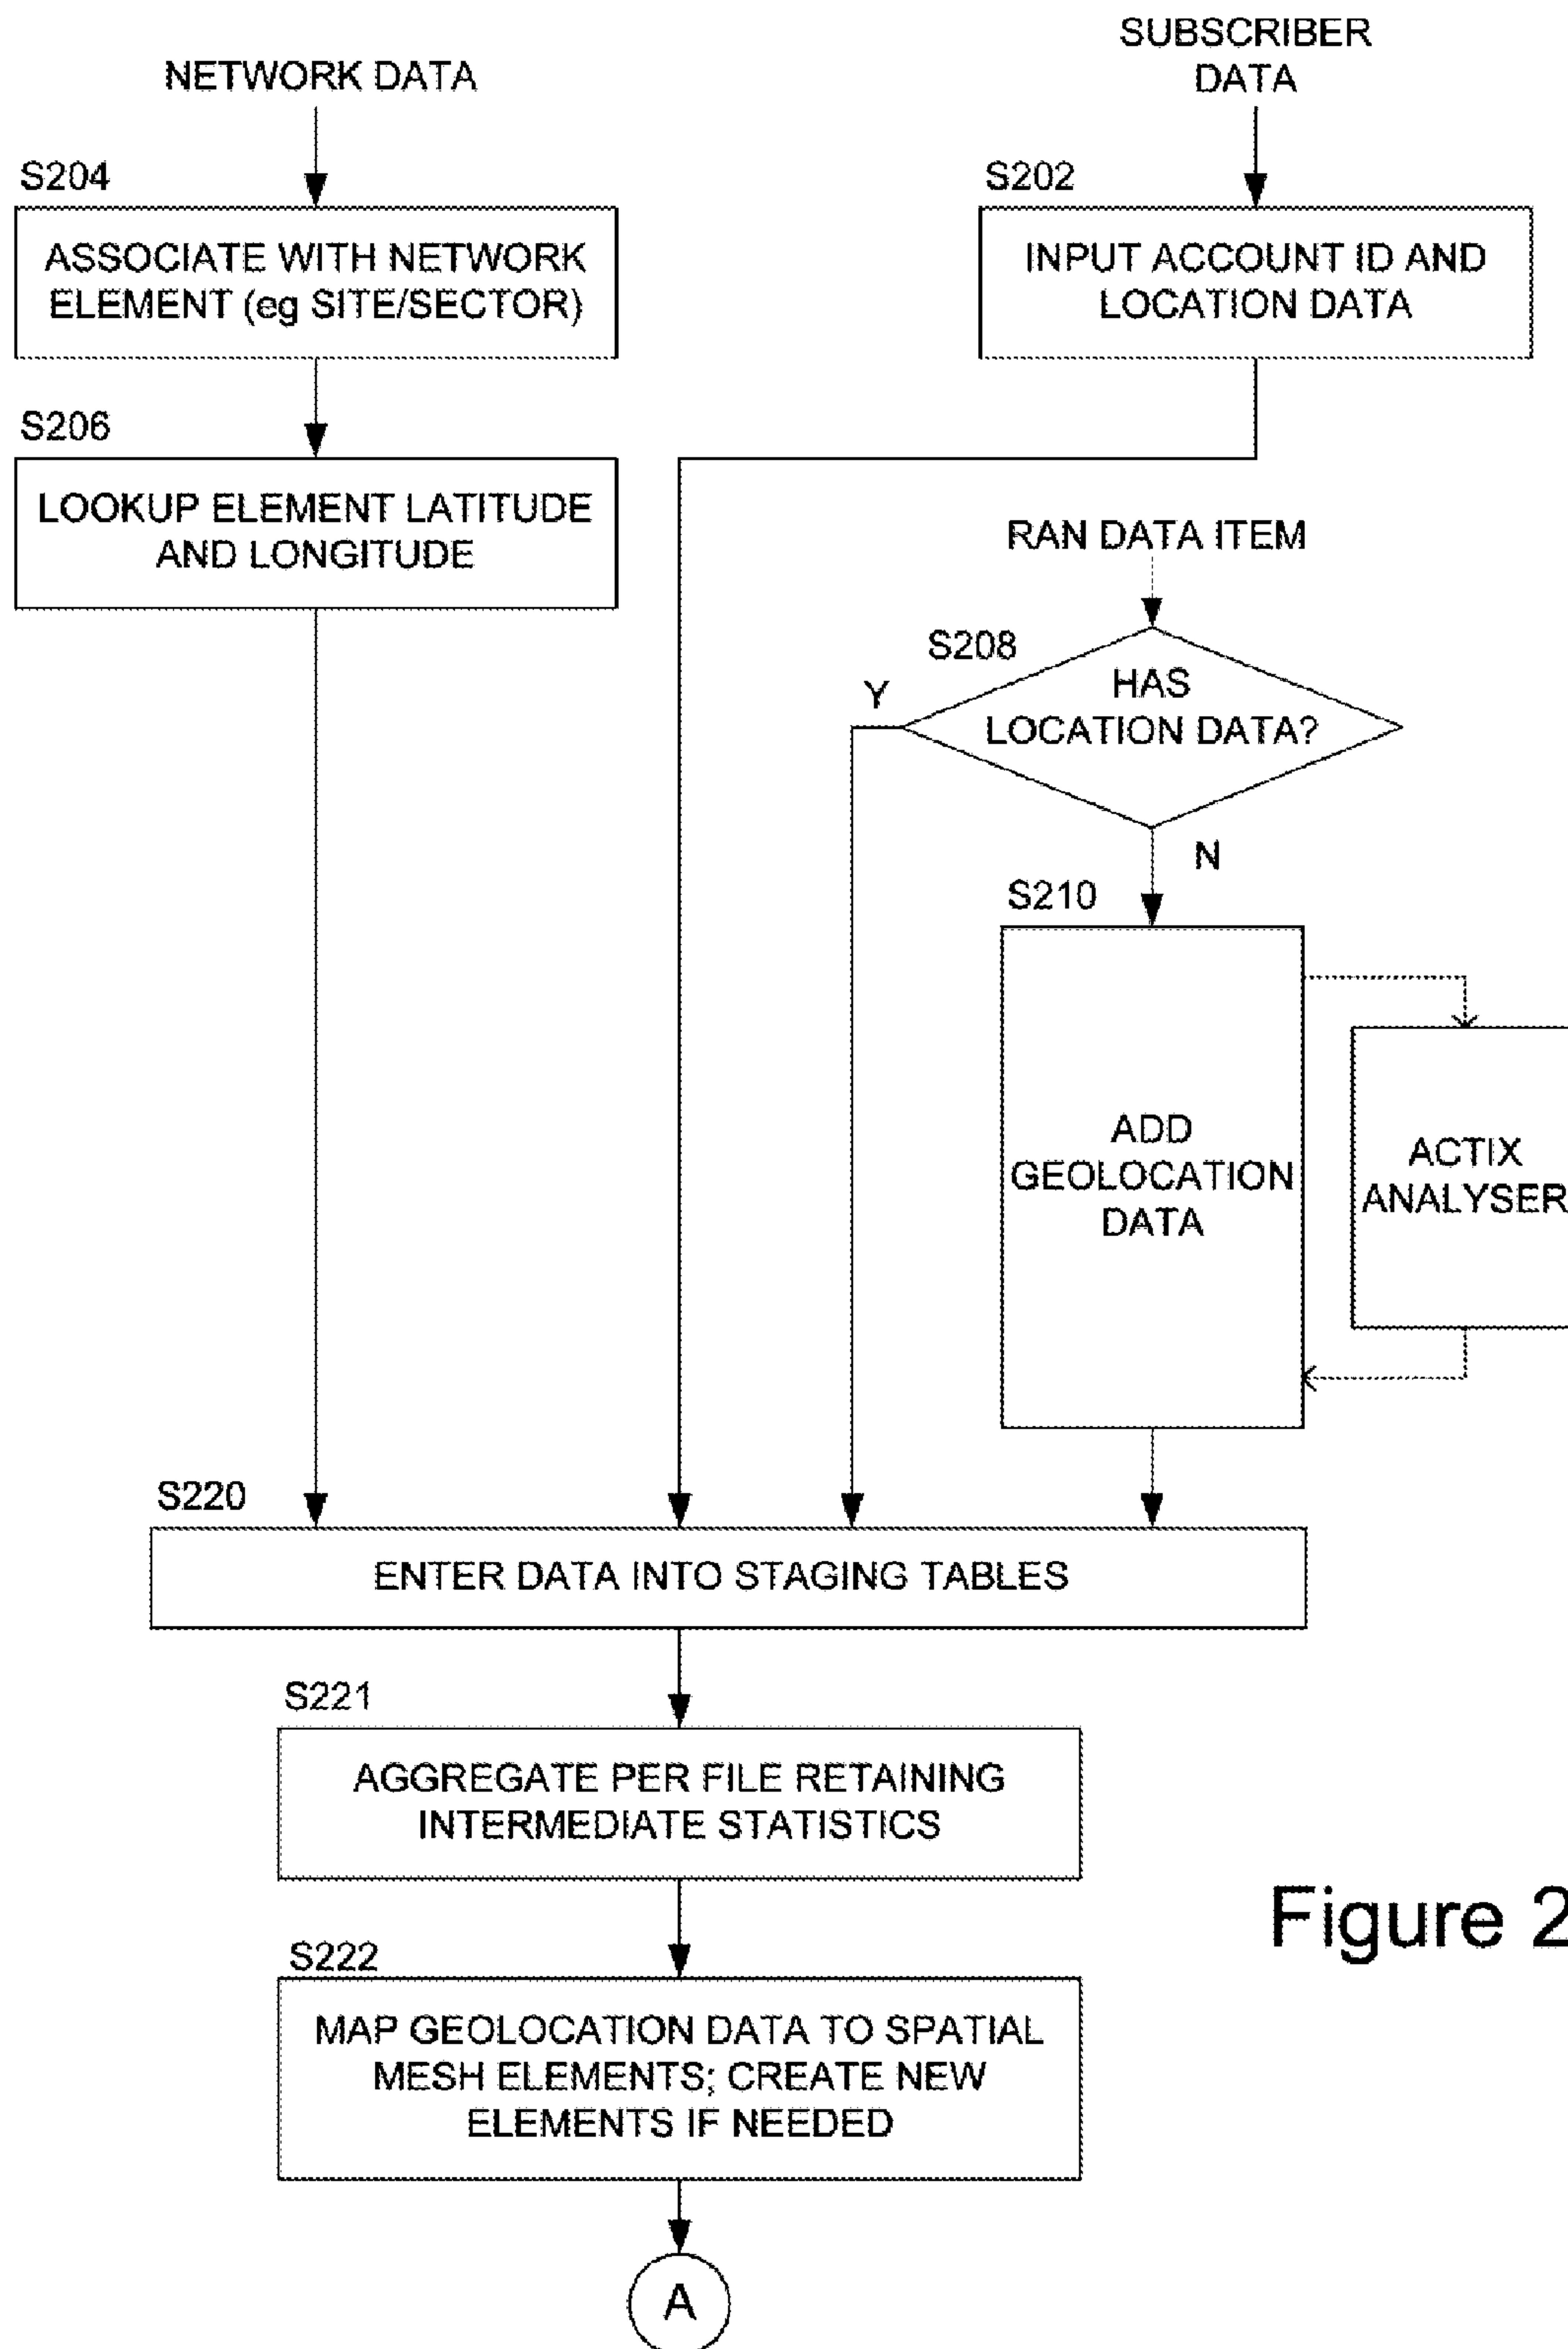 NETWORK DATA
SUBSCRIBER
DATA
S204
ASSOCIATE WITH NETWORK
ELEMENT (eg SITE/SECTOR)
S202
INPUT ACCOUNT ID AND
LOCATION DATA
S206
LOOKUP ELEMENT LATITUDE
AND LONGITUDE
RAN DATA ITEM
S208
HAS
LOCATION DATA?
Y
N
S210
ADD
GEOLOCATION
DATA
ACTIX
ANALYSER
S220
ENTER DATA INTO STAGING TABLES
S221
AGGREGATE PER FILE RETAINING
INTERMEDIATE STATISTICS
Figure 2
S222
MAP GEOLOCATION DATA TO SPATIAL
MESH ELEMENTS; CREATE NEW
ELEMENTS IF NEEDED
A